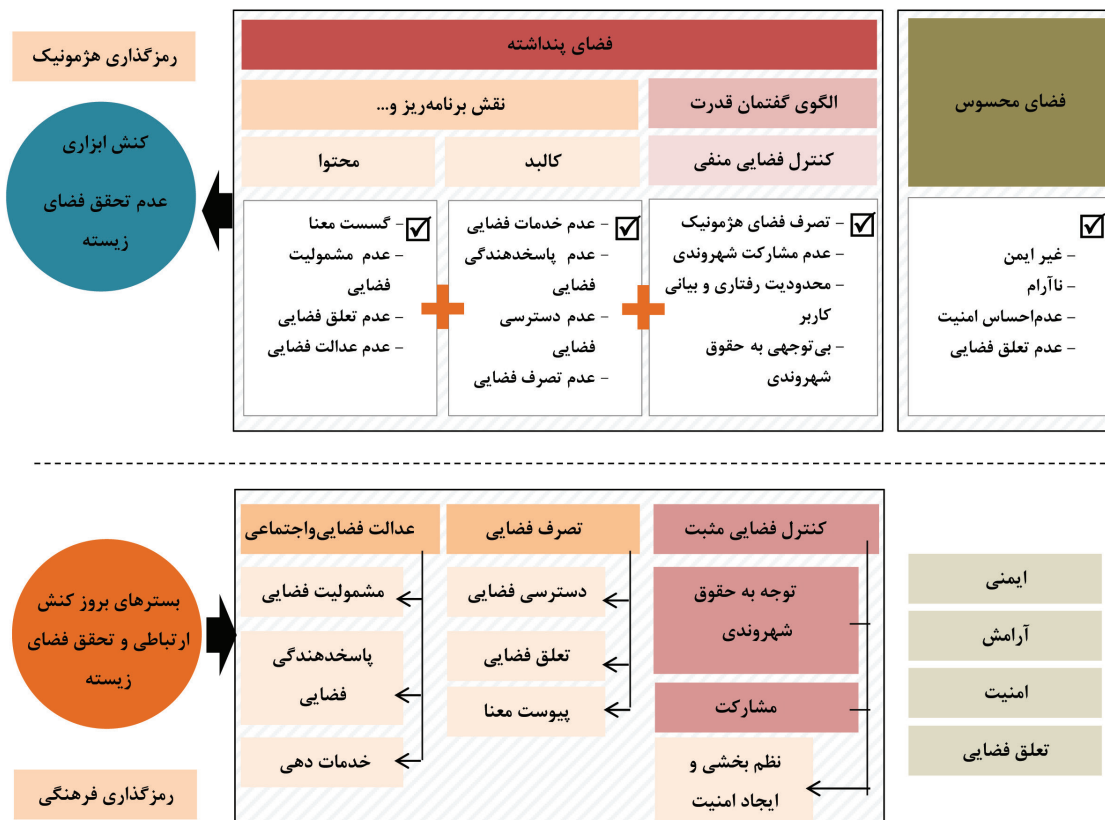 فضای محسوس
- غیر ایمن
- ناآرام
- عدم‌احساس امنیت
- عدم تعلق فضایی
فضای پنداشته
الگوی گفتمان قدرت
کنترل فضایی منفی
- تصرف فضای هژمونیک
- عدم مشارکت شهروندی
- محدودیت رفتاری و بیانی
کاربر
- بی‌توجهی به حقوق
شهروندی
نقش برنامه‌ریز و...
کالبد
- عدم خدمات فضایی
- عدم پاسخدهندگی
فضایی
- عدم دسترسی
فضایی
- عدم تصرف فضایی
محتوا
- گسست معنا
- عدم مشمولیت
فضایی
- عدم تعلق فضایی
- عدم عدالت فضایی
رمزگذاری هژمونیک
کنش ابزاری
عدم تحقق فضای
زیسته
ایمنی
آرامش
امنیت
تعلق فضایی
کنترل فضایی مثبت
توجه به حقوق
شهروندی
مشارکت
نظم بخشی و
ایجاد امنیت
تصرف فضایی
دسترسی فضایی
تعلق فضایی
پیوست معنا
عدالت فضایی‌واجتماعی
مشمولیت فضایی
پاسخدهندگی
فضایی
خدمات دهی
بسترهای بروز کنش
ارتباطی و تحقق فضای
زیسته
رمزگذاری فرهنگی